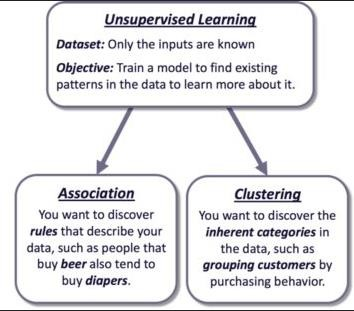 Unsupervised Learning
Dataset: Only the inputs are known
Objective: Train a model to find existing
patterns in the data to learn more about it.
Association
You want to discover
rules that describe your
data, such as people that
buy beer also tend to
buy diapers.
Clustering
You want to discover the
inherent categories in
the data, such as
grouping customers by
purchasing behavior.